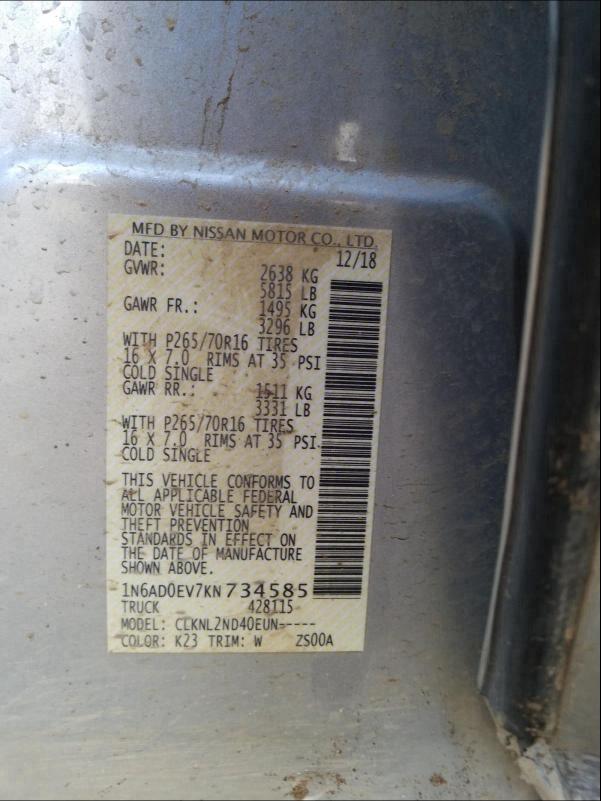 MFD BY NISSAN MOTOR CO., LTD.
DATE: 12/18
GVWR: 2638 KG
5815 LB
GAWR FR.: 1495 KG
3296 LB
WITH P265/70R16 TIRES
16 X 7.0 RIMS AT 35 PSI
COLD SINGLE
GAWR RR.: 1511 KG
3331 LB
WITH P265/70R16 TIRES
16 X 7.0 RIMS AT 35 PSI
COLD SINGLE
THIS VEHICLE CONFORMS TO
ALL APPLICABLE FEDERAL
MOTOR VEHICLE SAFETY AND
THEFT PREVENTION
STANDARDS IN EFFECT ON
THE DATE OF MANUFACTURE
SHOWN ABOVE.
1N6AD0EV7KN734585
TRUCK 428115
MODEL: CLKNL2ND40EUN-----
COLOR: K23 TRIM: W ZS00A